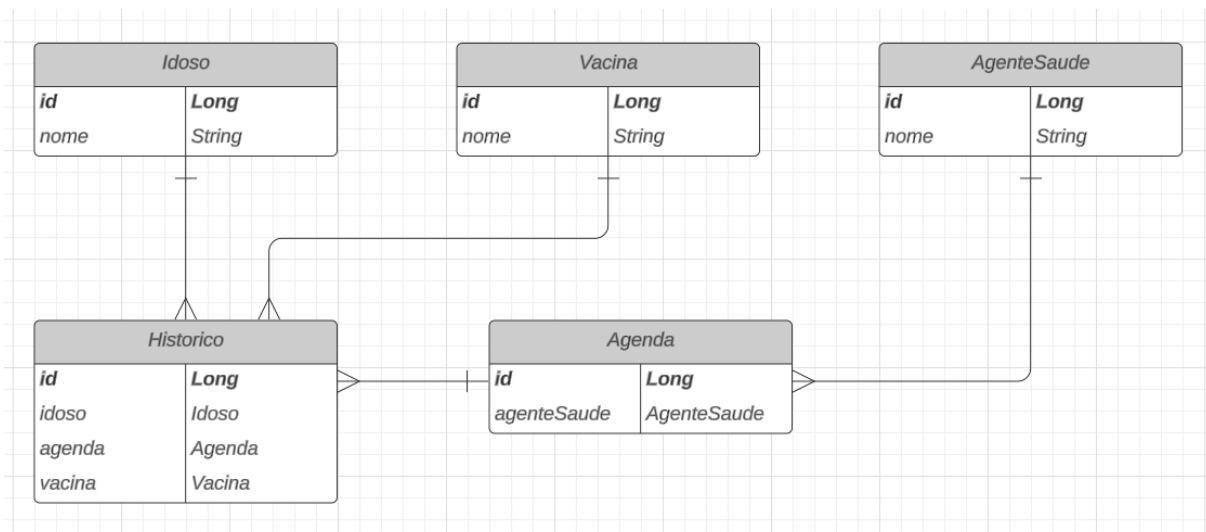 Idoso
id Long
nome String
Vacina
id Long
nome String
AgenteSaude
id Long
nome String
Historico
id Long
idoso Idoso
agenda Agenda
vacina Vacina
Agenda
id Long
agenteSaude AgenteSaude